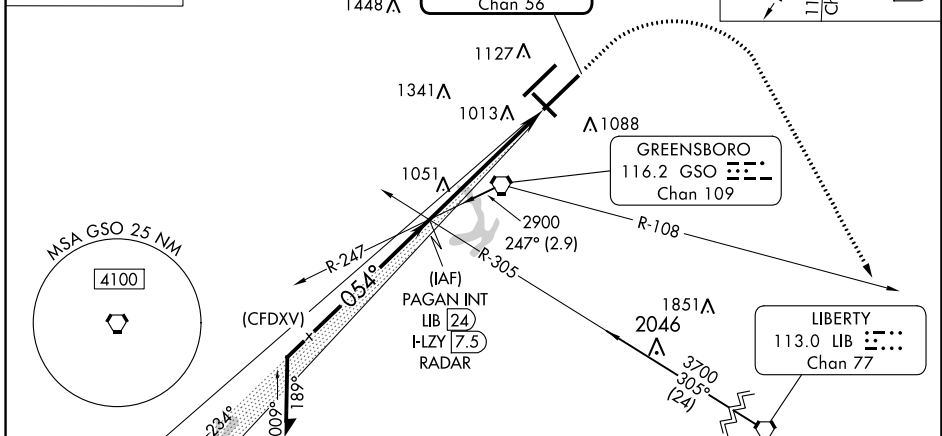 1448
Chan 56
1127
1341
1013
1088
GREENSBORO
116.2 GSO
Chan 109
1051
2900
247° (2.9)
R-108
MSA GSO 25 NM
4100
R-247
R-305
054°
(IAF)
PAGAN INT
LIB 24
I-LZY 7.5
RADAR
(CFDXV)
1851
2046
LIBERTY
113.0 LIB
Chan 77
3700
305°
(24)
189°
009°
234°